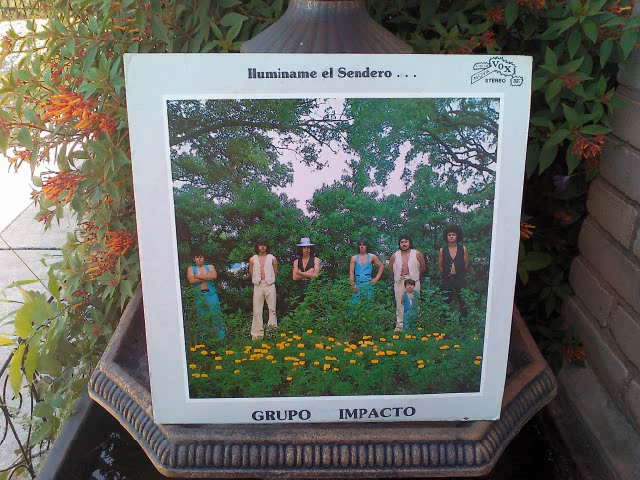 Iluminame el Sendero . . .
VOX
STEREO
GRUPO IMPACTO